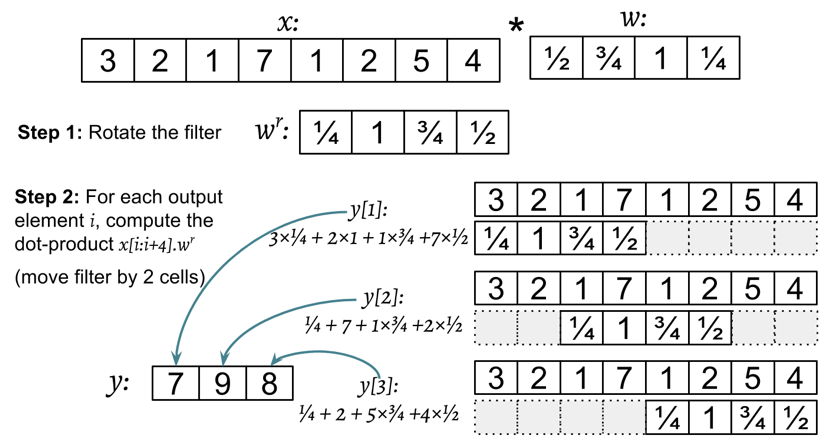 x: * w:
3 2 1 7 1 2 5 4 ½ ¾ 1 ¼
Step 1: Rotate the filter wʳ: ¼ 1 ¾ ½
Step 2: For each output
element i, compute the
dot-product x[i:i+4].wʳ
(move filter by 2 cells)
y[1]:
3×¼ + 2×1 + 1×¾ +7×½
3 2 1 7 1 2 5 4
¼ 1 ¾ ½
y[2]:
¼ + 7 + 1×¾ +2×½
3 2 1 7 1 2 5 4
¼ 1 ¾ ½
y: 7 9 8
y[3]:
¼ + 2 + 5×¾ +4×½
3 2 1 7 1 2 5 4
¼ 1 ¾ ½